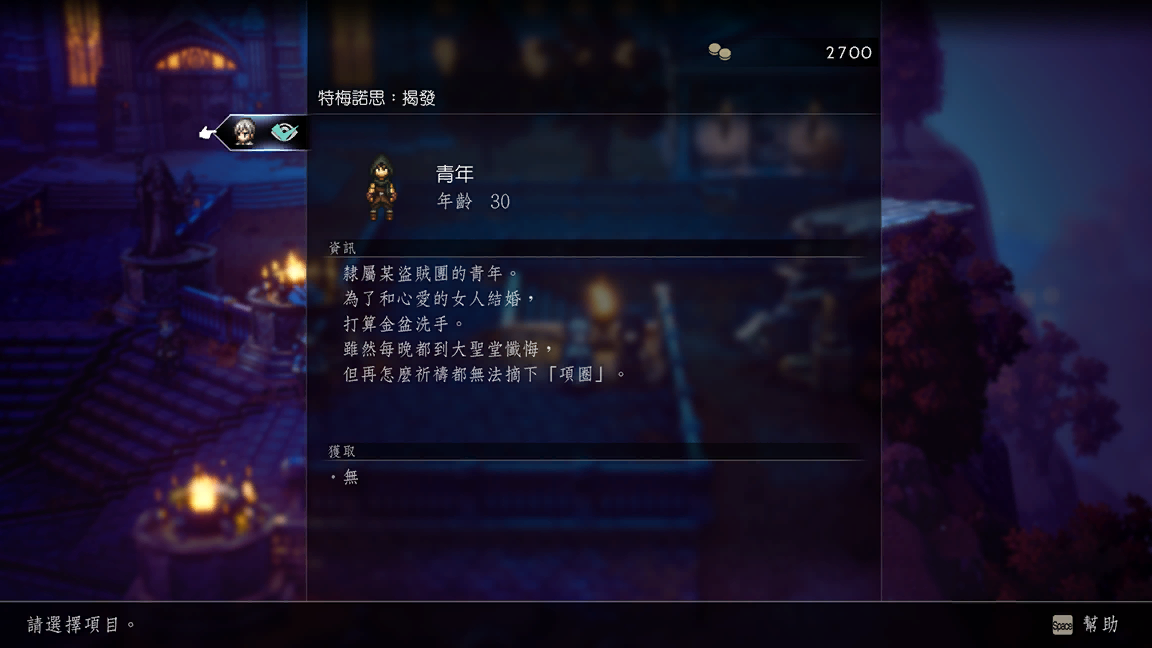 2700
特梅諾思：揭發
青年
年齡 30
資訊
隸屬某盜賊團的青年。
為了和心愛的女人結婚，
打算金盆洗手。
雖然每晚都到大聖堂懺悔，
但再怎麼祈禱都無法摘下「項圈」。
獲取
・無
請選擇項目。
Space 幫助